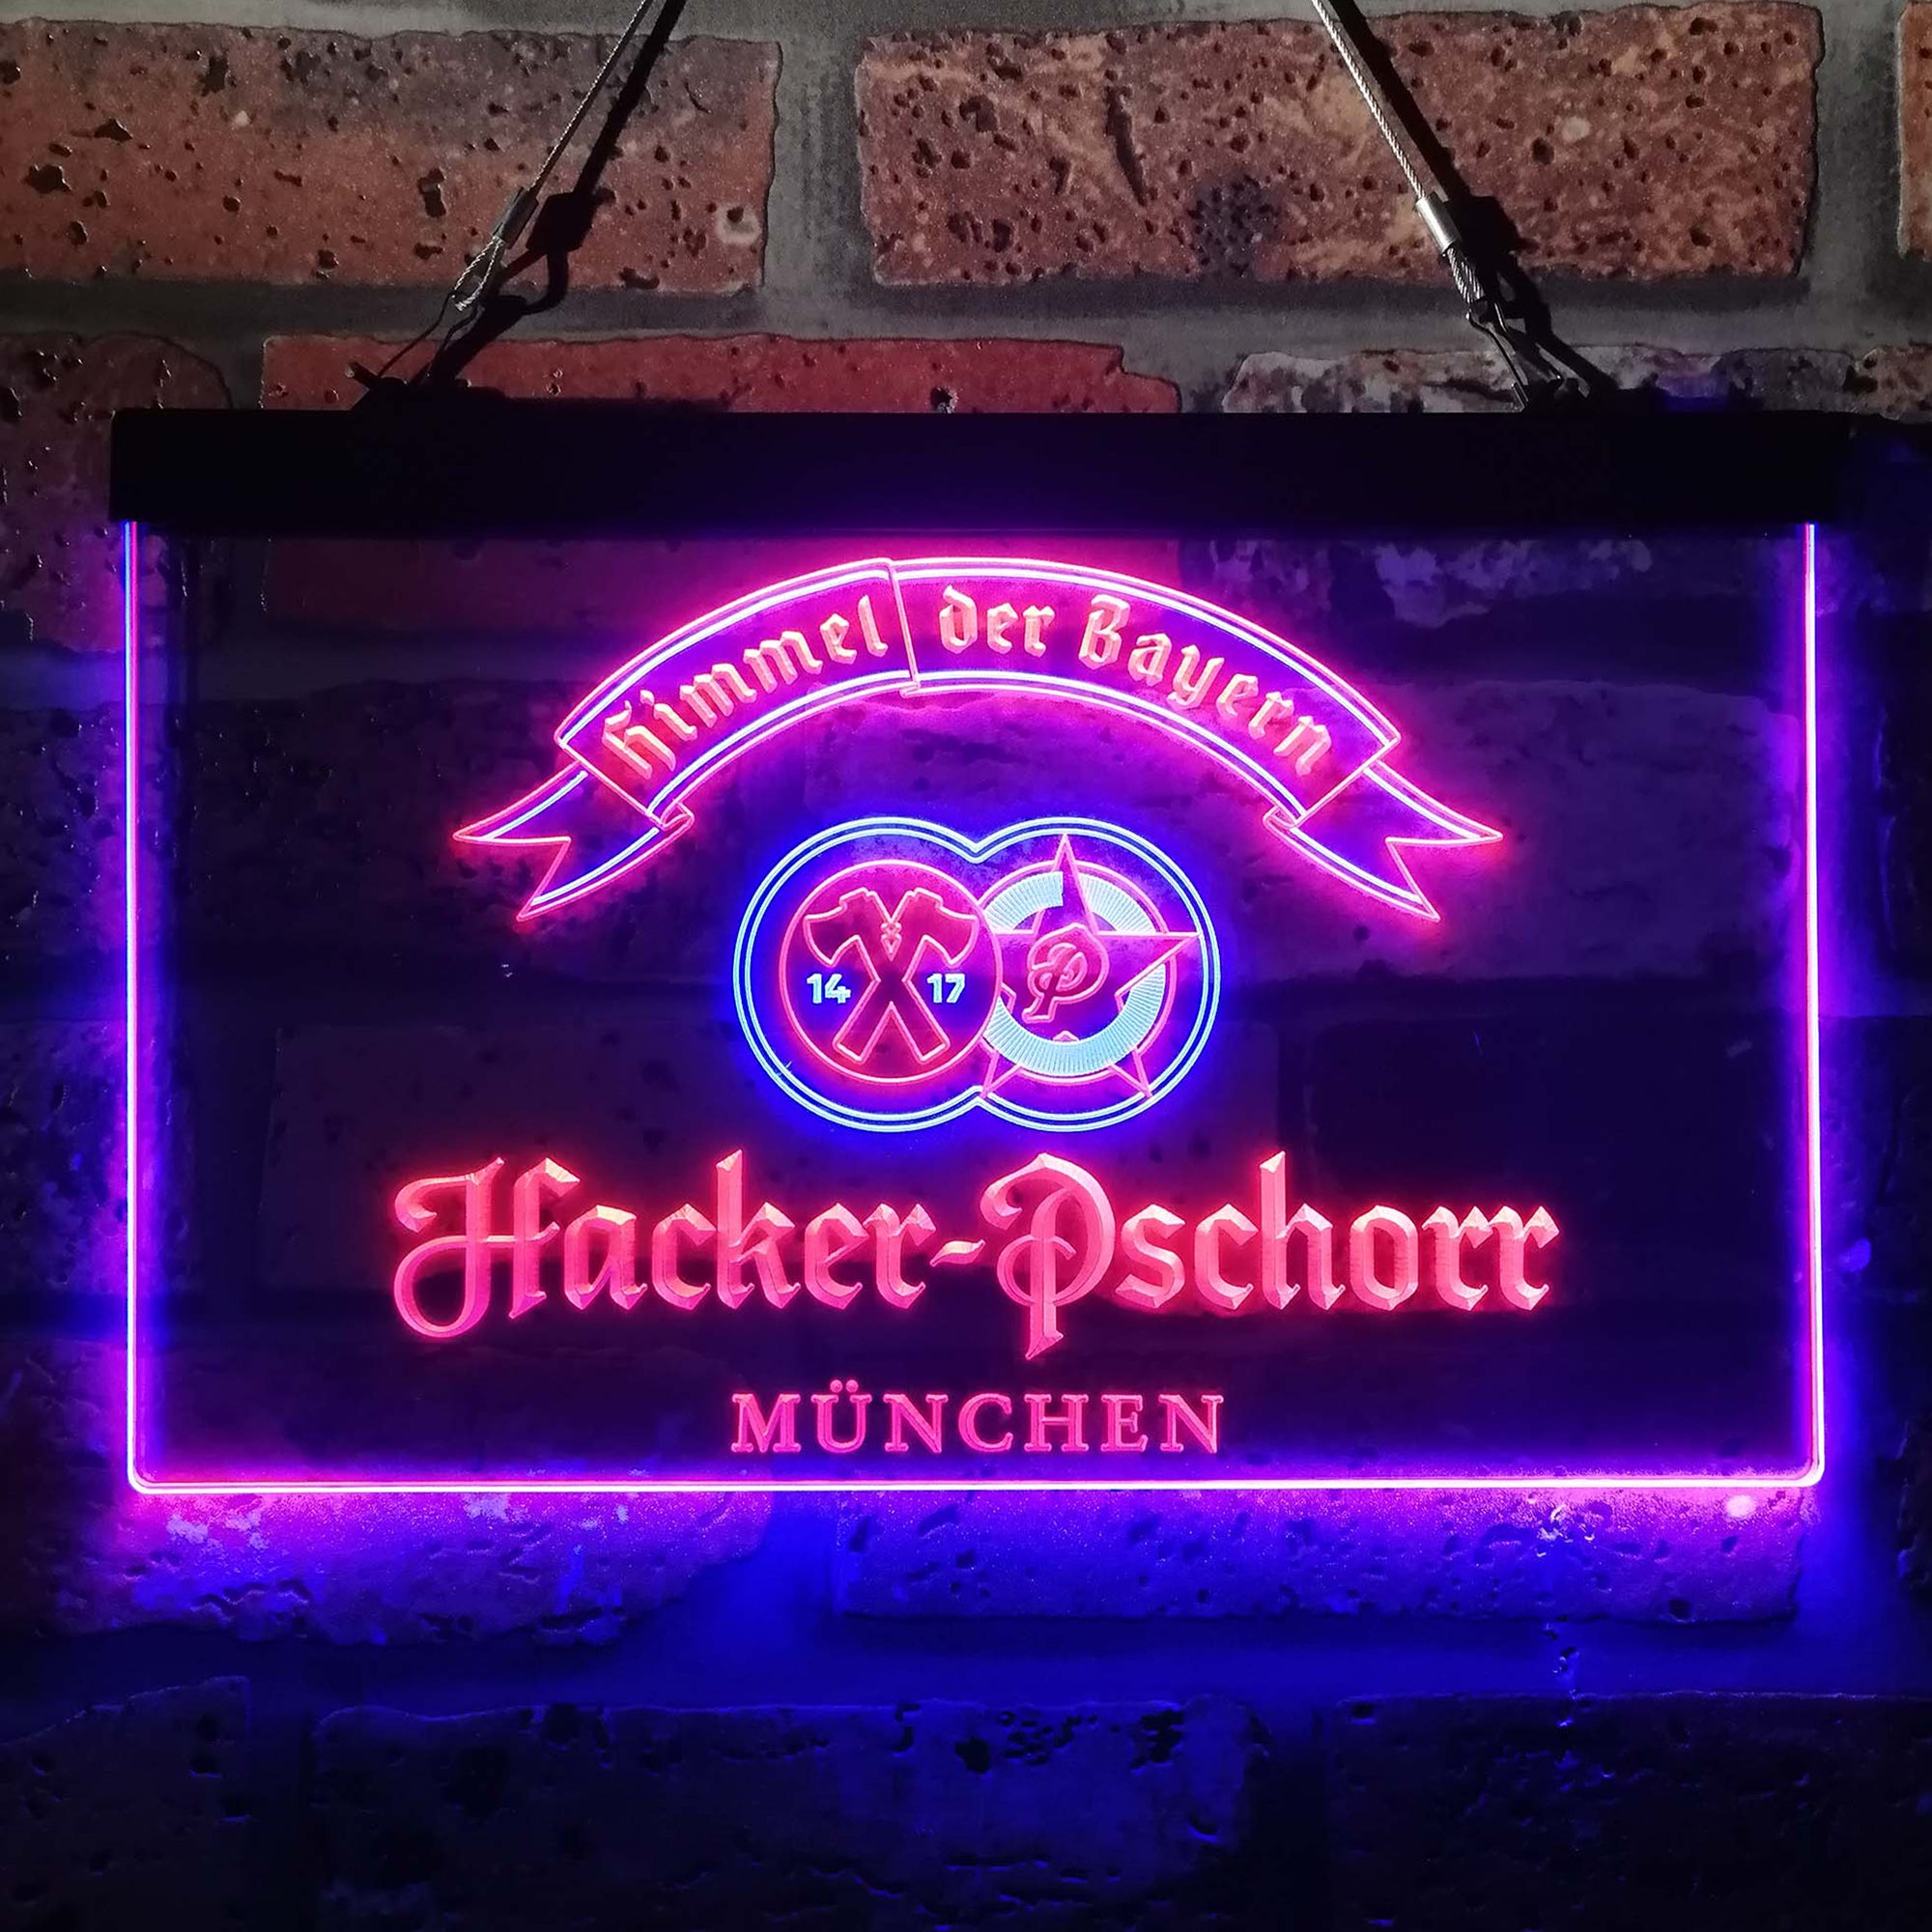 Himmel der Bayern
14 17
P
Hacker-Pschorr
MÜNCHEN